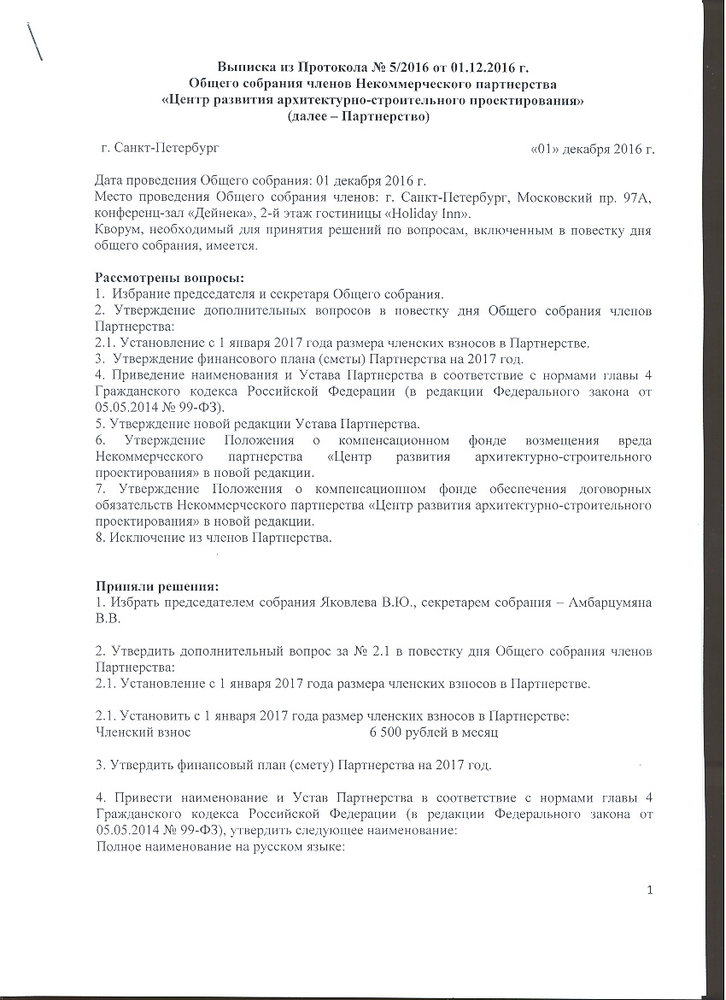 Выписка из Протокола № 5/2016 от 01.12.2016 г.
Общего собрания членов Некоммерческого партнерства
«Центр развития архитектурно-строительного проектирования»
(далее – Партнерство)
г. Санкт-Петербург «01» декабря 2016 г.
Дата проведения Общего собрания: 01 декабря 2016 г.
Место проведения Общего собрания членов: г. Санкт-Петербург, Московский пр. 97А,
конференц-зал «Дейнека», 2-й этаж гостиницы «Holiday Inn».
Кворум, необходимый для принятия решений по вопросам, включенным в повестку дня
общего собрания, имеется.
Рассмотрены вопросы:
1. Избрание председателя и секретаря Общего собрания.
2. Утверждение дополнительных вопросов в повестку дня Общего собрания членов
Партнерства:
2.1. Установление с 1 января 2017 года размера членских взносов в Партнерстве.
3. Утверждение финансового плана (сметы) Партнерства на 2017 год.
4. Приведение наименования и Устава Партнерства в соответствие с нормами главы 4
Гражданского кодекса Российской Федерации (в редакции Федерального закона от
05.05.2014 № 99-ФЗ).
5. Утверждение новой редакции Устава Партнерства.
6. Утверждение Положения о компенсационном фонде возмещения вреда
Некоммерческого партнерства «Центр развития архитектурно-строительного
проектирования» в новой редакции.
7. Утверждение Положения о компенсационном фонде обеспечения договорных
обязательств Некоммерческого партнерства «Центр развития архитектурно-строительного
проектирования» в новой редакции.
8. Исключение из членов Партнерства.
Приняли решения:
1. Избрать председателем собрания Яковлева В.Ю., секретарем собрания – Амбарцумяна
В.В.
2. Утвердить дополнительный вопрос за № 2.1 в повестку дня Общего собрания членов
Партнерства:
2.1. Установление с 1 января 2017 года размера членских взносов в Партнерстве.
2.1. Установить с 1 января 2017 года размер членских взносов в Партнерстве:
Членский взнос 6 500 рублей в месяц
3. Утвердить финансовый план (смету) Партнерства на 2017 год.
4. Привести наименование и Устав Партнерства в соответствие с нормами главы 4
Гражданского кодекса Российской Федерации (в редакции Федерального закона от
05.05.2014 № 99-ФЗ), утвердить следующее наименование:
Полное наименование на русском языке:
1